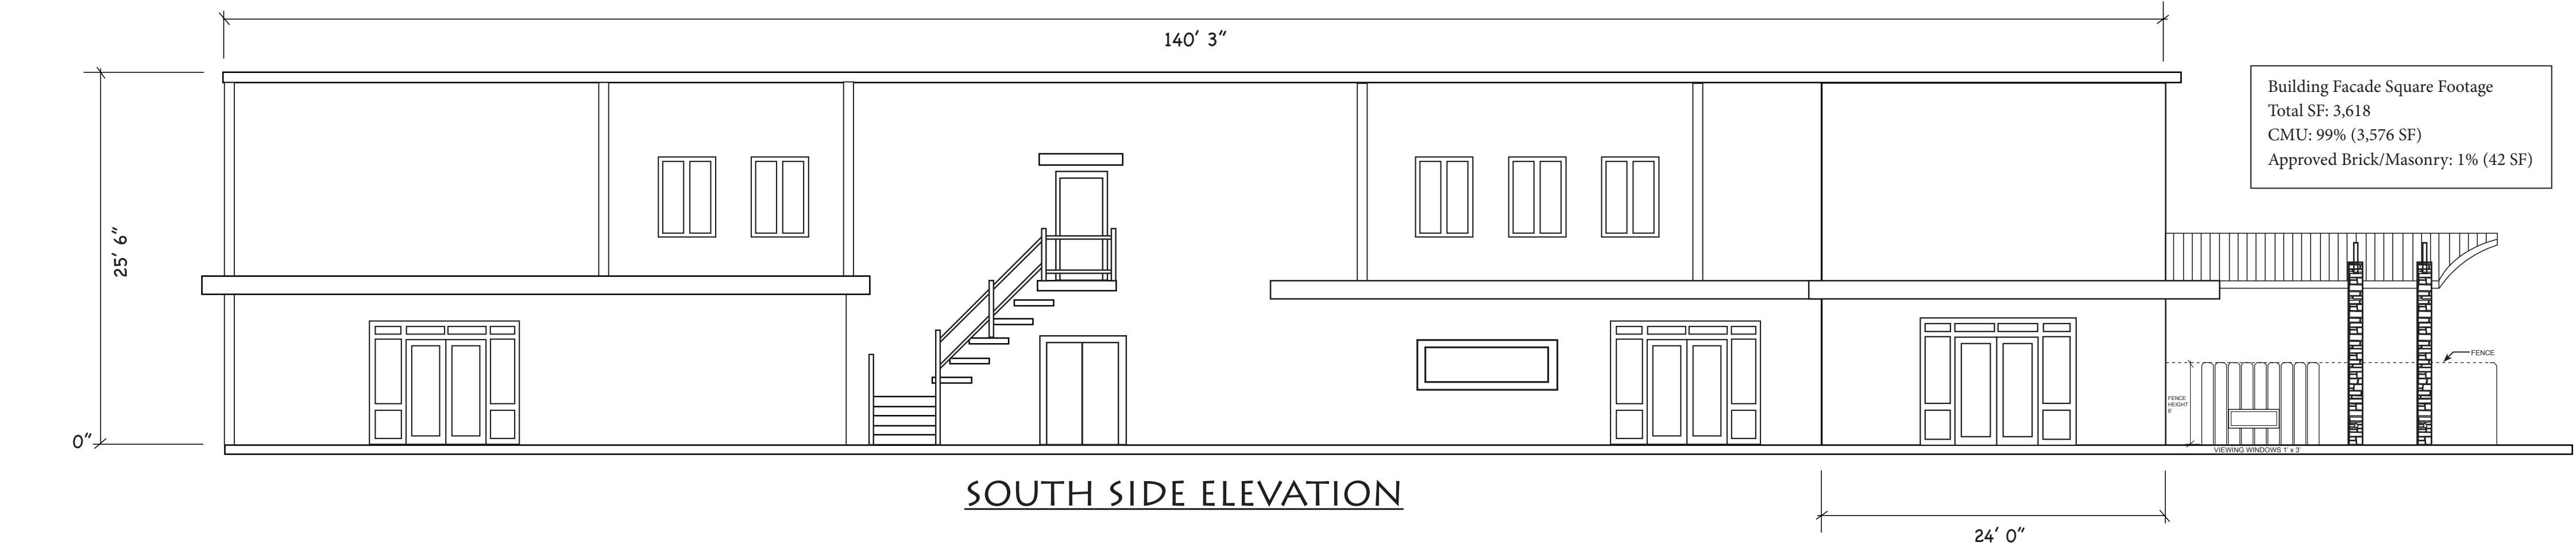 140' 3"
Building Facade Square Footage
Total SF: 3,618
CMU: 99% (3,576 SF)
Approved Brick/Masonry: 1% (42 SF)
25' 6"
FENCE
FENCE
HEIGHT
6'
0"
VIEWING WINDOWS 1' x 3'
SOUTH SIDE ELEVATION
24' 0"